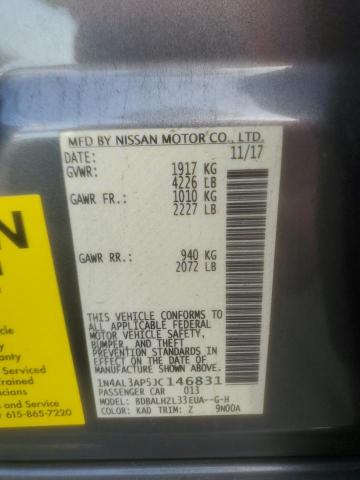 MFD BY NISSAN MOTOR CO., LTD.
DATE: 11/17
GVWR: 1917 KG
4226 LB
GAWR FR.: 1010 KG
2227 LB
GAWR RR.: 940 KG
2072 LB
THIS VEHICLE CONFORMS TO ALL
APPLICABLE FEDERAL
MOTOR VEHICLE SAFETY,
BUMPER, AND THEFT
PREVENTION STANDARDS IN
EFFECT ON THE DATE OF
MANUFACTURE SHOWN ABOVE.
1N4AL3AP5JC146831
PASSENGER CAR 013
MODEL: BDBALHZL33EUA--G-H
COLOR: KAD TRIM: Z 9N00A
N
Serviced
Trained
615-865-7220